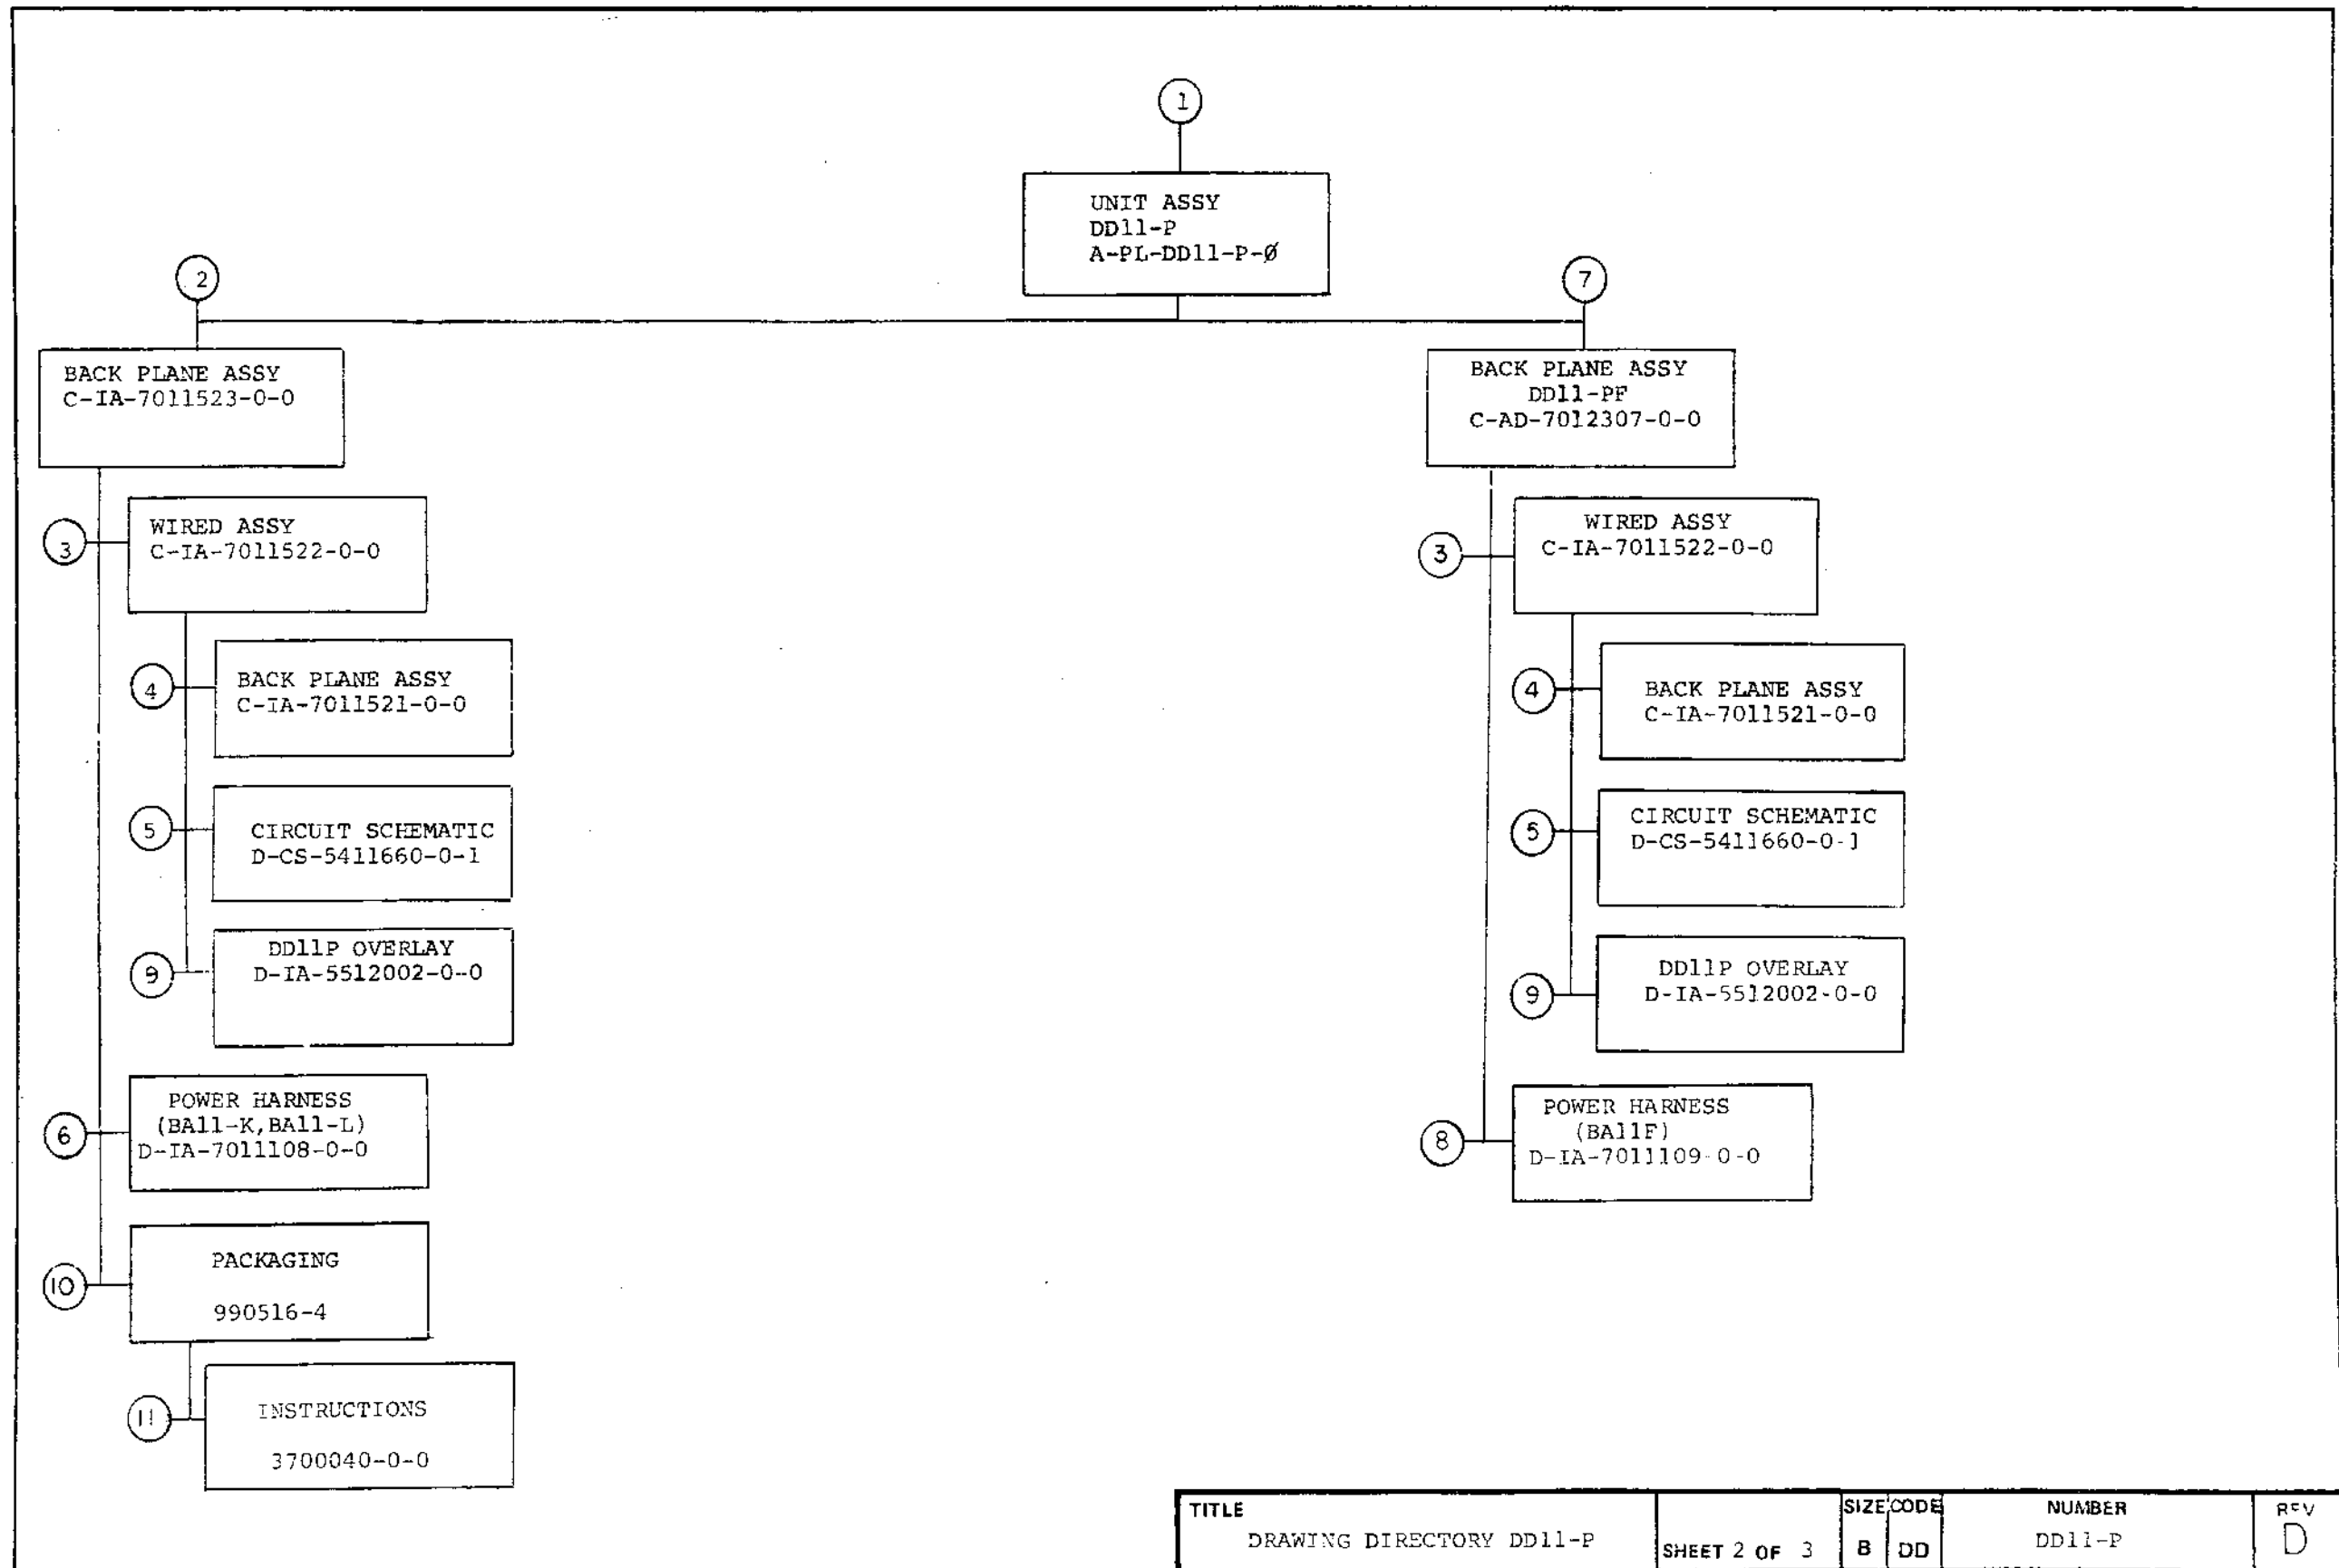 1
UNIT ASSY
DD11-P
A-PL-DD11-P-Ø
2
BACK PLANE ASSY
C-IA-7011523-0-0
3
WIRED ASSY
C-IA-7011522-0-0
4
BACK PLANE ASSY
C-IA-7011521-0-0
5
CIRCUIT SCHEMATIC
D-CS-5411660-0-1
9
DD11P OVERLAY
D-IA-5512002-0-0
6
POWER HARNESS
(BA11-K,BA11-L)
D-IA-7011108-0-0
10
PACKAGING
990516-4
11
INSTRUCTIONS
3700040-0-0
7
BACK PLANE ASSY
DD11-PF
C-AD-7012307-0-0
3
WIRED ASSY
C-IA-7011522-0-0
4
BACK PLANE ASSY
C-IA-7011521-0-0
5
CIRCUIT SCHEMATIC
D-CS-5411660-0-1
9
DD11P OVERLAY
D-IA-5512002-0-0
8
POWER HARNESS
(BA11F)
D-IA-7011109-0-0
TITLE
DRAWING DIRECTORY DD11-P
SHEET 2 OF 3
SIZE
B
CODE
DD
NUMBER
DD11-P
REV
D